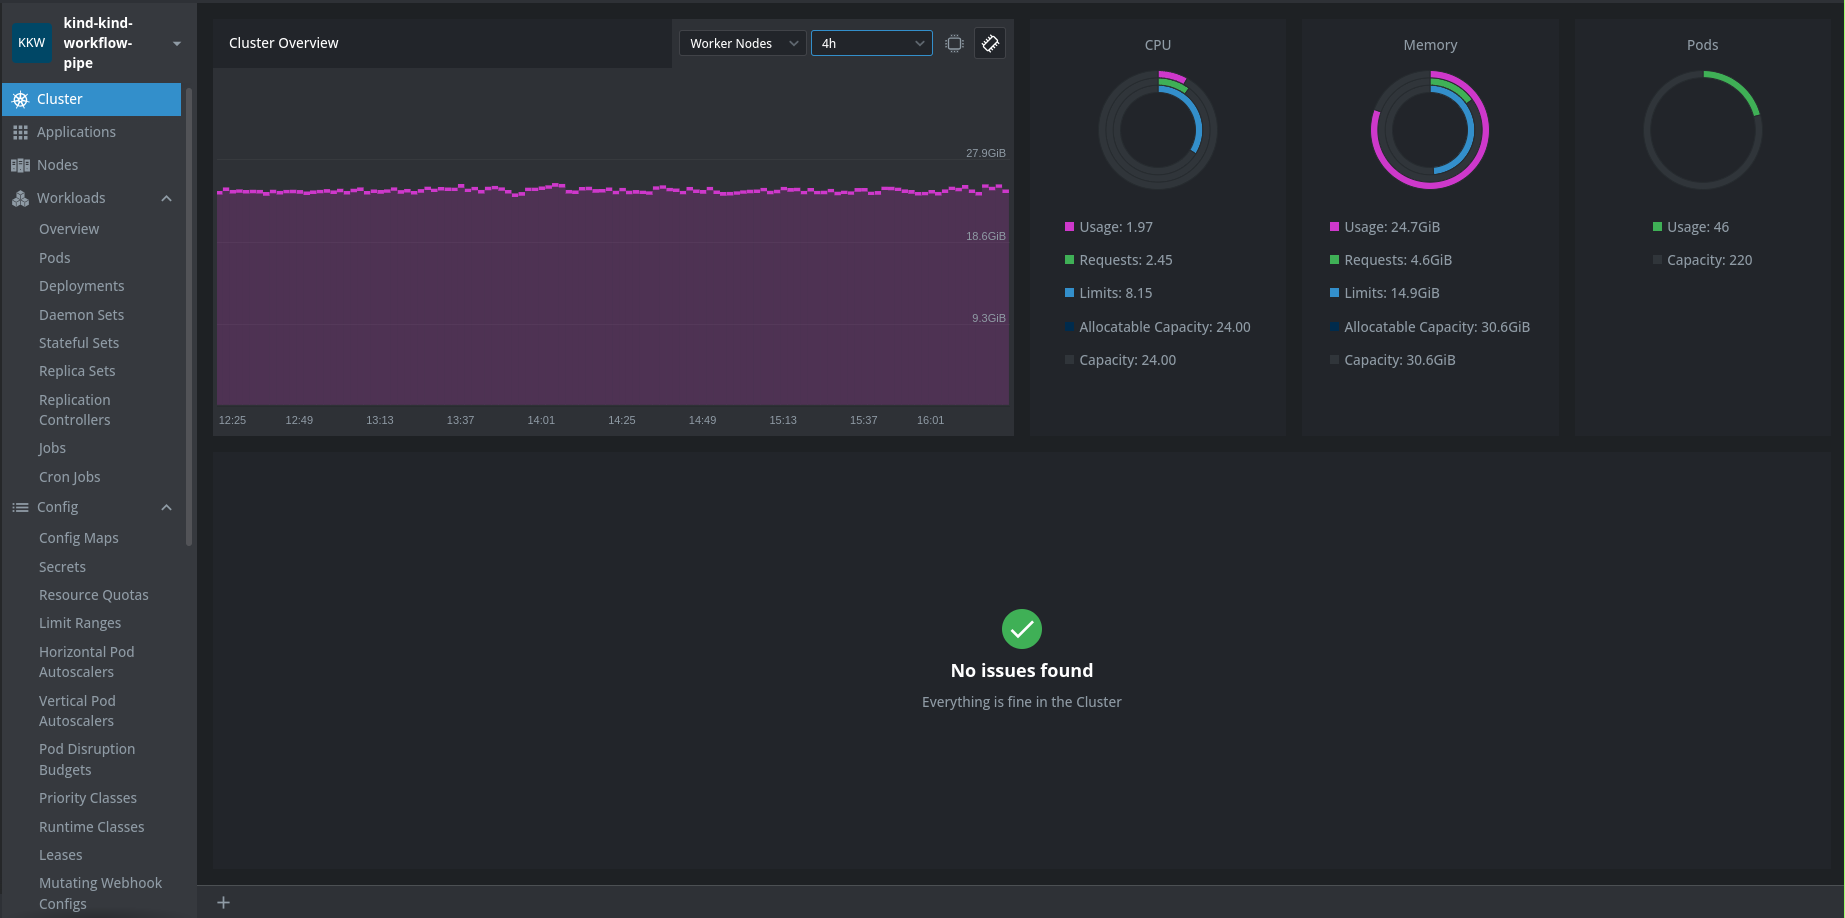 KKW
kind-kind-
workflow-
pipe
Cluster
Applications
Nodes
Workloads
Overview
Pods
Deployments
Daemon Sets
Stateful Sets
Replica Sets
Replication
Controllers
Jobs
Cron Jobs
Config
Config Maps
Secrets
Resource Quotas
Limit Ranges
Horizontal Pod
Autoscalers
Vertical Pod
Autoscalers
Pod Disruption
Budgets
Priority Classes
Runtime Classes
Leases
Mutating Webhook
Configs
Cluster Overview
Worker Nodes
4h
27.9GiB
18.6GiB
9.3GiB
12:25 12:49 13:13 13:37 14:01 14:25 14:49 15:13 15:37 16:01
CPU
Usage: 1.97
Requests: 2.45
Limits: 8.15
Allocatable Capacity: 24.00
Capacity: 24.00
Memory
Usage: 24.7GiB
Requests: 4.6GiB
Limits: 14.9GiB
Allocatable Capacity: 30.6GiB
Capacity: 30.6GiB
Pods
Usage: 46
Capacity: 220
No issues found
Everything is fine in the Cluster